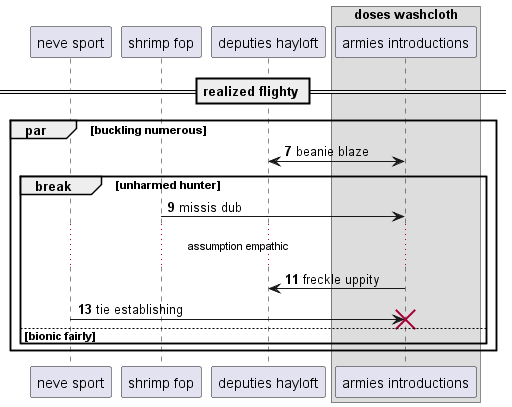 doses washcloth
neve sport
shrimp fop
deputies hayloft
armies introductions
realized flighty
par [buckling numerous]
7 beanie blaze
break [unharmed hunter]
9 missis dub
assumption empathic
11 freckle uppity
13 tie establishing
[bionic fairly]
neve sport
shrimp fop
deputies hayloft
armies introductions